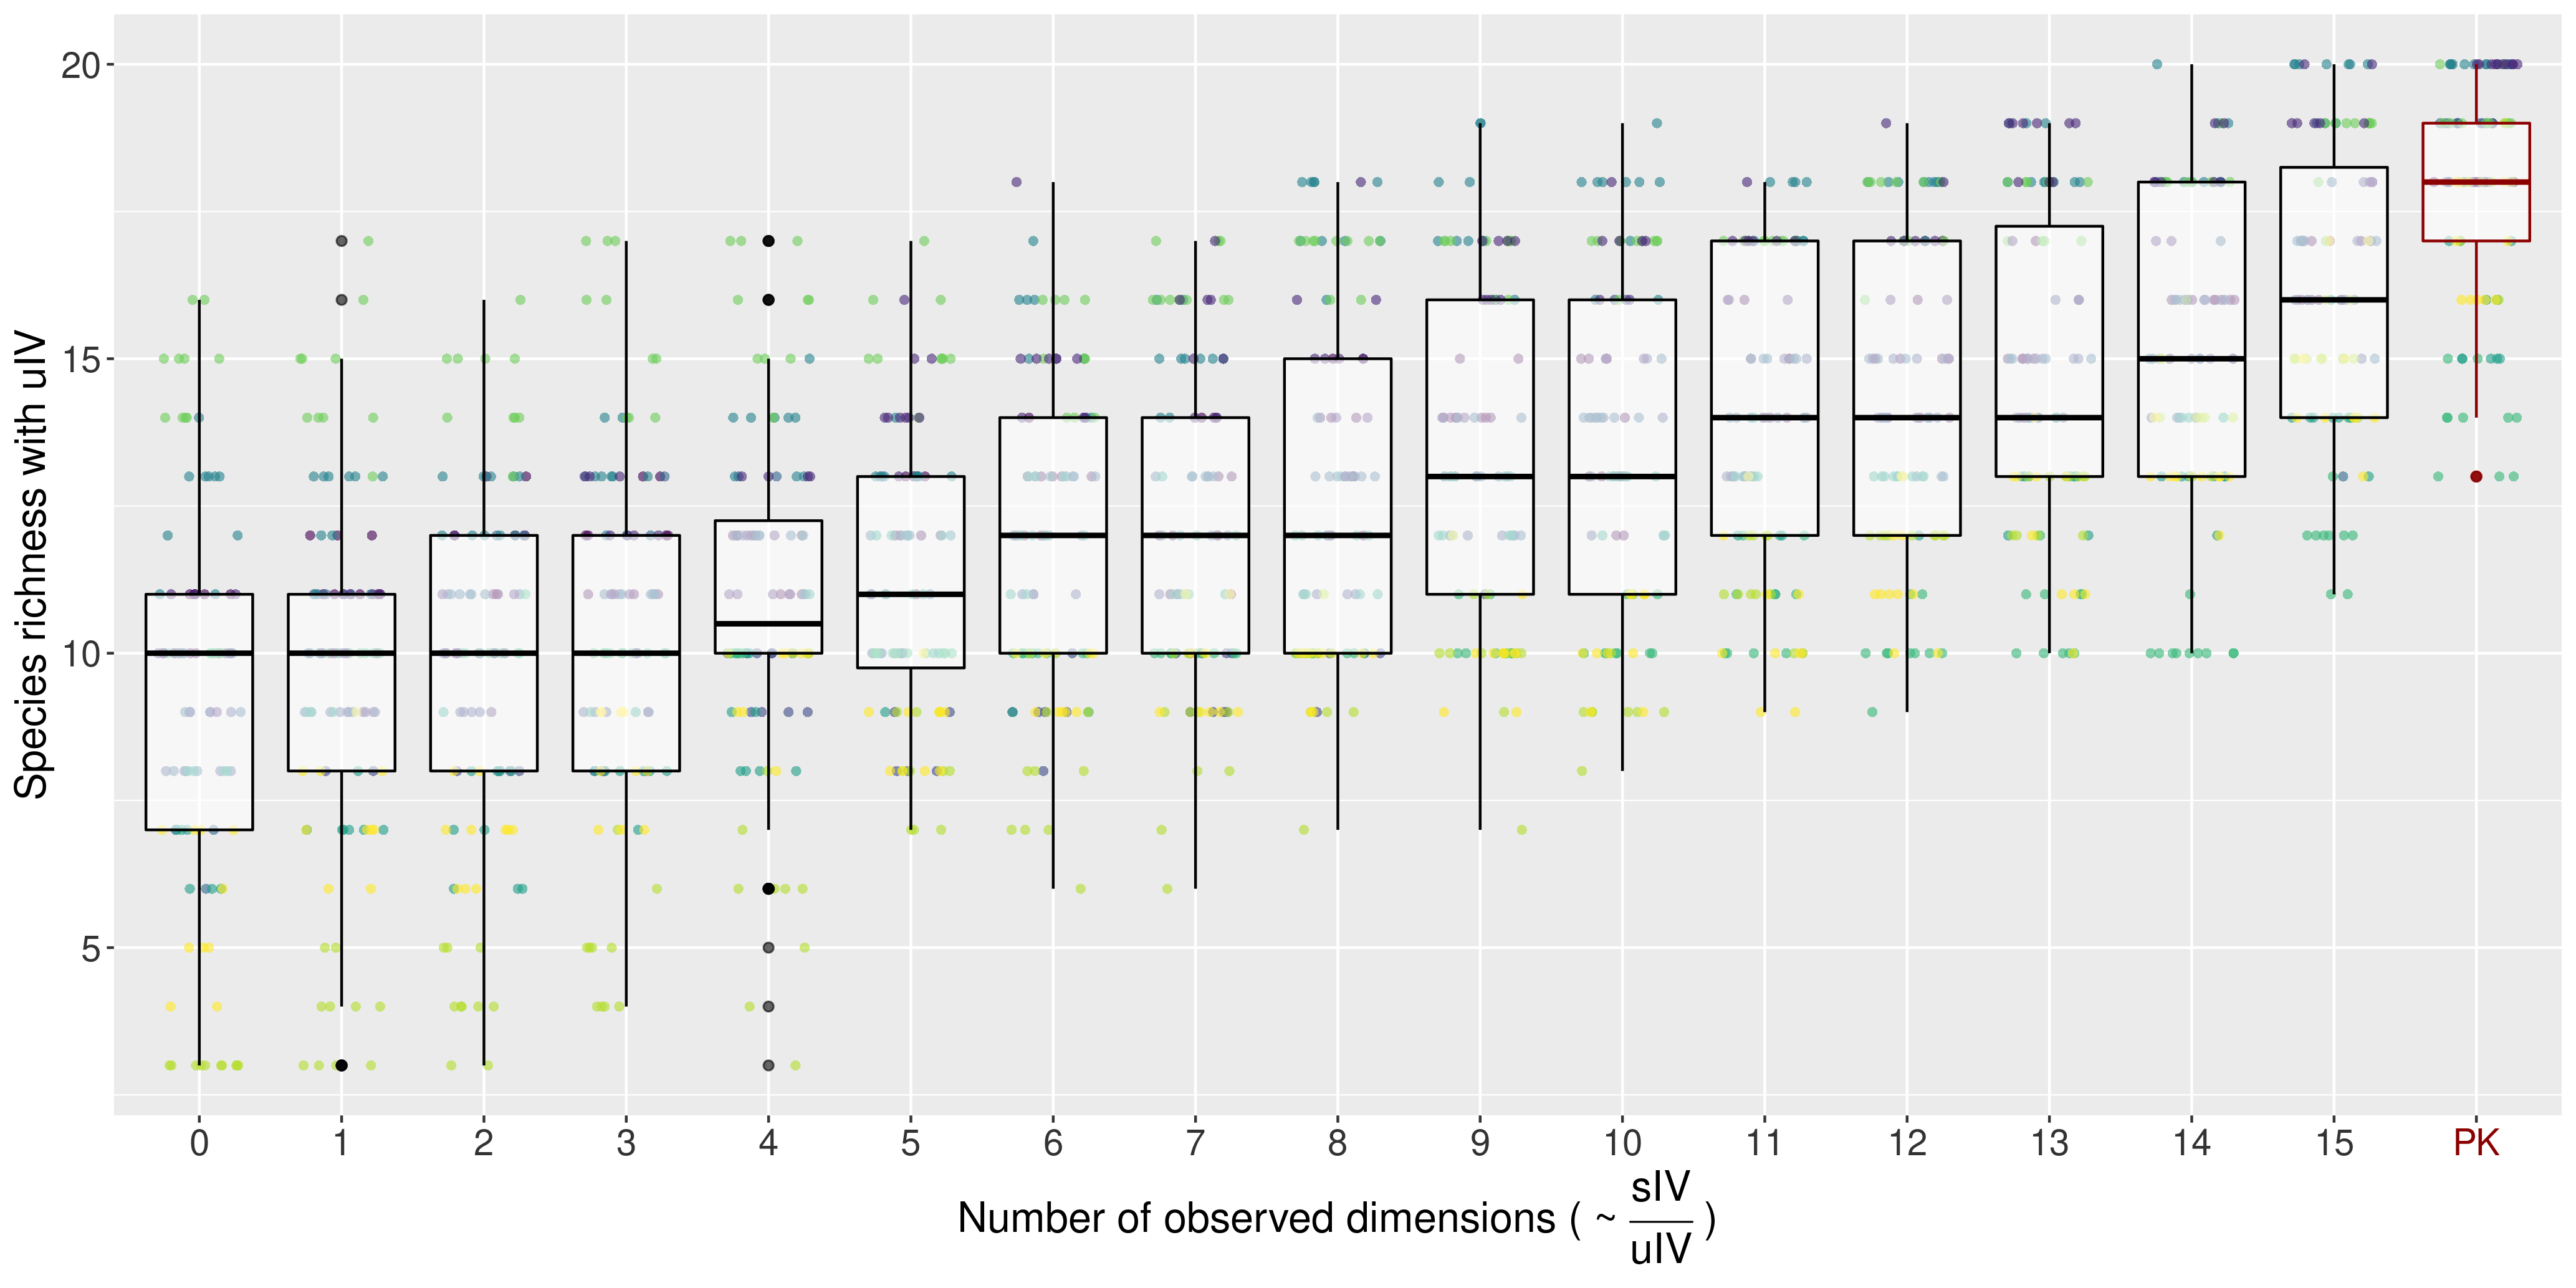 Species richness with uIV
20
15
10
5
0 1 2 3 4 5 6 7 8 9 10 11 12 13 14 15 PK
Number of observed dimensions ( ~ sIV / uIV )